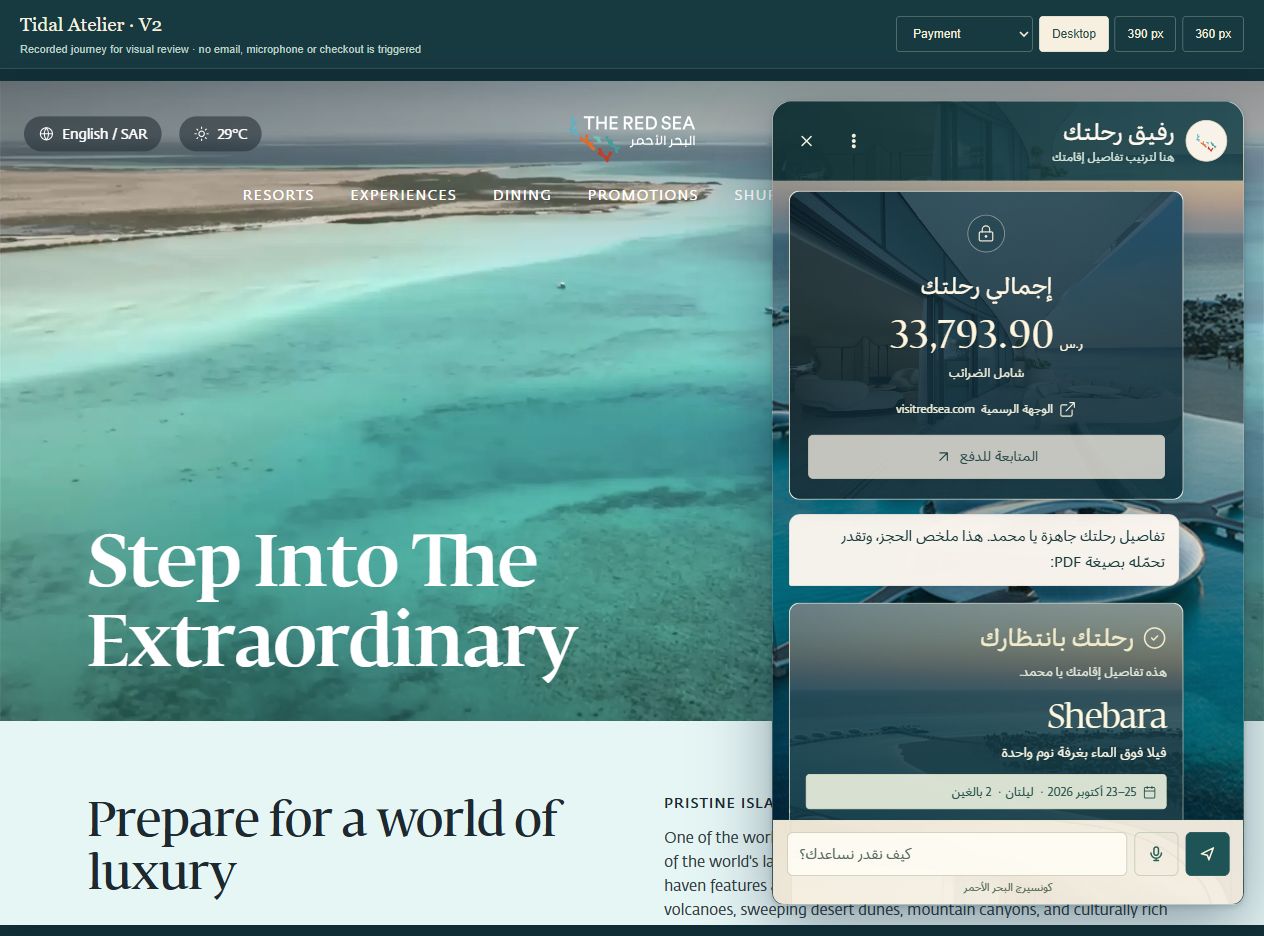 Tidal Atelier · V2
Recorded journey for visual review · no email, microphone or checkout is triggered
Payment
Desktop
390 px
360 px
English / SAR
29°C
THE RED SEA
البحر الأحمر
RESORTS
EXPERIENCES
DINING
PROMOTIONS
SHUR
Step Into The
Extraordinary
Prepare for a world of
luxury
PRISTINE ISLA
One of the worl
of the world's la
haven features
volcanoes, sweeping desert dunes, mountain canyons, and culturally rich
رفيق رحلتك
هنا لترتيب تفاصيل إقامتك
إجمالي رحلتك
33,793.90 ر.س
شامل الضرائب
الوجهة الرسمية visitredsea.com
المتابعة للدفع
تفاصيل رحلتك جاهزة يا محمد. هذا ملخص الحجز، وتقدر
تحمّله بصيغة PDF:
رحلتك بانتظارك
هذه تفاصيل إقامتك يا محمد.
Shebara
فيلا فوق الماء بغرفة نوم واحدة
23–25 أكتوبر 2026 · ليلتان · 2 بالغين
كيف نقدر نساعدك؟
كونسيرج البحر الأحمر